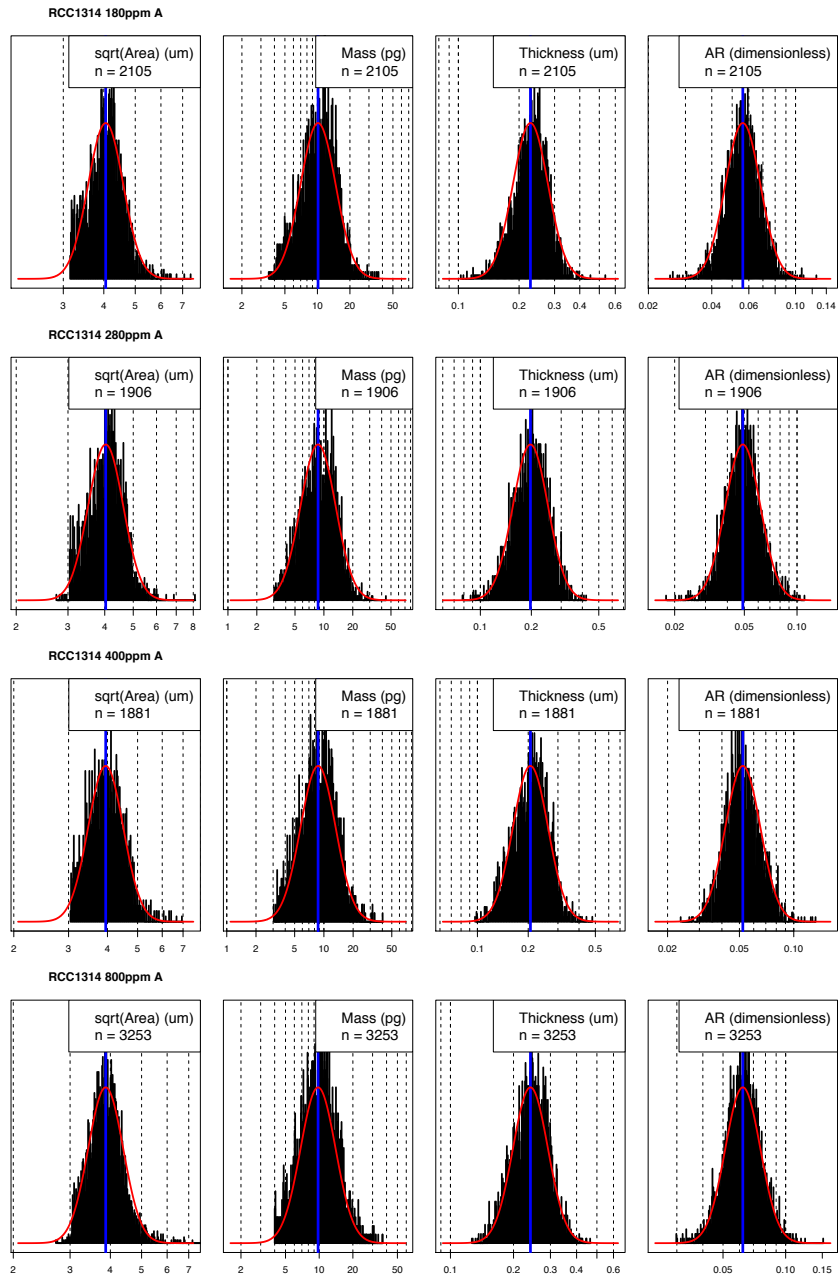 RCC1314 180ppm A
sqrt(Area) (um)
n = 2105
Mass (pg)
n = 2105
Thickness (um)
n = 2105
AR (dimensionless)
n = 2105
3 4 5 6 7
2 5 10 20 50
0.1 0.2 0.3 0.4 0.6
0.02 0.04 0.06 0.10 0.14
RCC1314 280ppm A
sqrt(Area) (um)
n = 1906
Mass (pg)
n = 1906
Thickness (um)
n = 1906
AR (dimensionless)
n = 1906
2 3 4 5 6 7 8
1 2 5 10 20 50
0.1 0.2 0.5
0.02 0.05 0.10
RCC1314 400ppm A
sqrt(Area) (um)
n = 1881
Mass (pg)
n = 1881
Thickness (um)
n = 1881
AR (dimensionless)
n = 1881
2 3 4 5 6 7
1 2 5 10 20 50
0.1 0.2 0.5
0.02 0.05 0.10
RCC1314 800ppm A
sqrt(Area) (um)
n = 3253
Mass (pg)
n = 3253
Thickness (um)
n = 3253
AR (dimensionless)
n = 3253
2 3 4 5 6 7
2 5 10 20 50
0.1 0.2 0.3 0.4 0.6
0.05 0.10 0.15